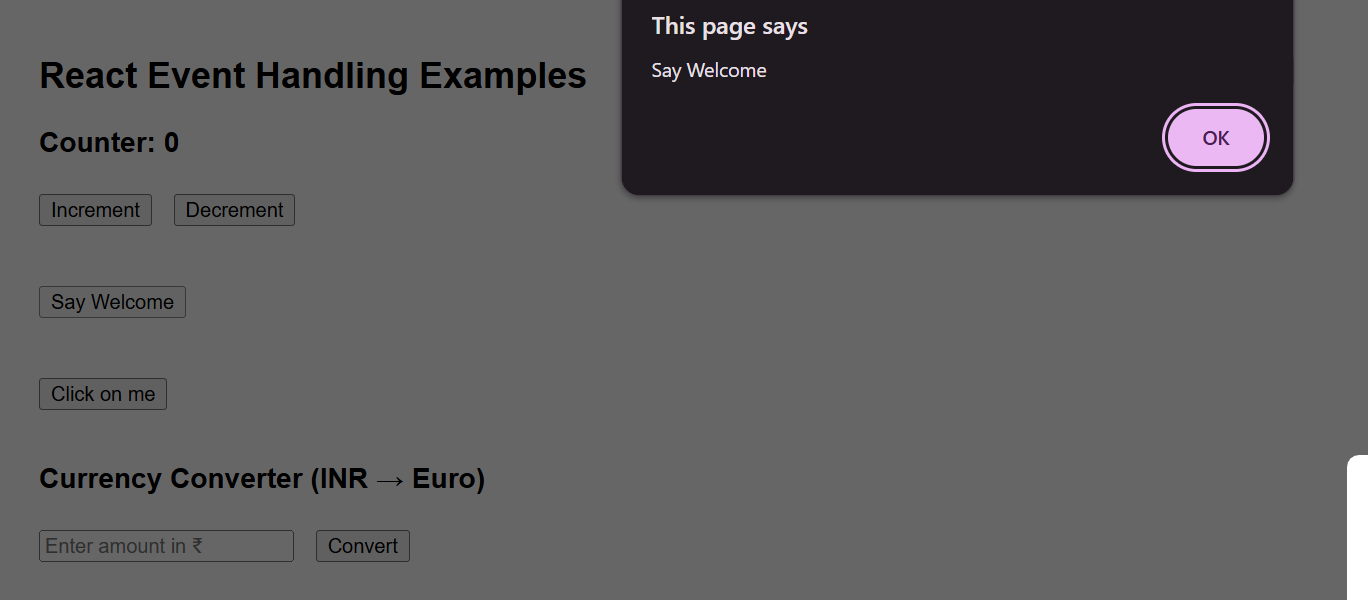 This page says
Say Welcome
OK
React Event Handling Examples
Counter: 0
Increment Decrement
Say Welcome
Click on me
Currency Converter (INR → Euro)
Enter amount in ₹ Convert